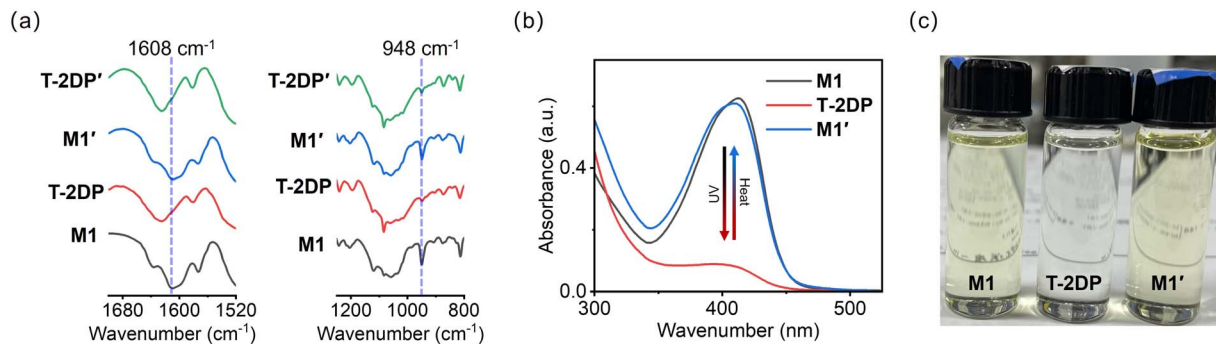 (a)
1608 cm⁻¹
948 cm⁻¹
T-2DP′
M1′
T-2DP
M1
1680 1600 1520
Wavenumber (cm⁻¹)
T-2DP′
M1′
T-2DP
M1
1200 1000 800
Wavenumber (cm⁻¹)
(b)
M1
T-2DP
M1′
UV
Heat
0.4
0.0
Absorbance (a.u.)
300 400 500
Wavenumber (nm)
(c)
M1
T-2DP
M1′